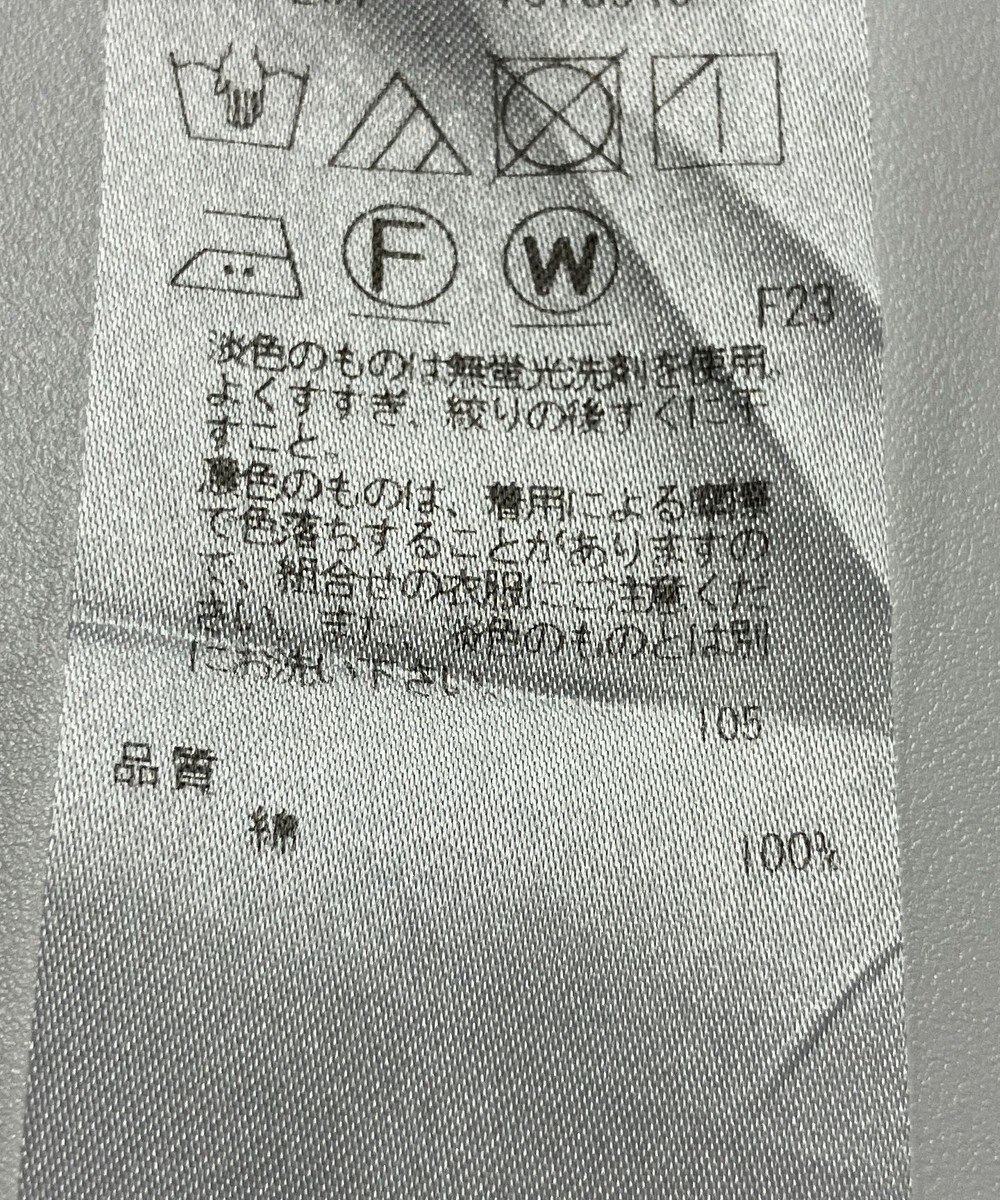 F
W
F23
淡色のものは無蛍光洗剤を使用、
よくすすぎ、絞りの後すぐに干
すこと。
濃色のものは、着用による摩擦
で色落ちすることがありますの
で、組合せの衣服にご注意くだ
さい。また、淡色のものとは別
にお洗い下さい。
105
品質
綿 100%